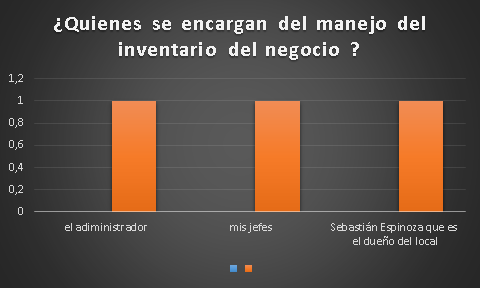 ¿Quienes se encargan del manejo del
inventario del negocio ?
1,2
1
0,8
0,6
0,4
0,2
0
el adiministrador
mis jefes
Sebastián Espinoza que es
el dueño del local